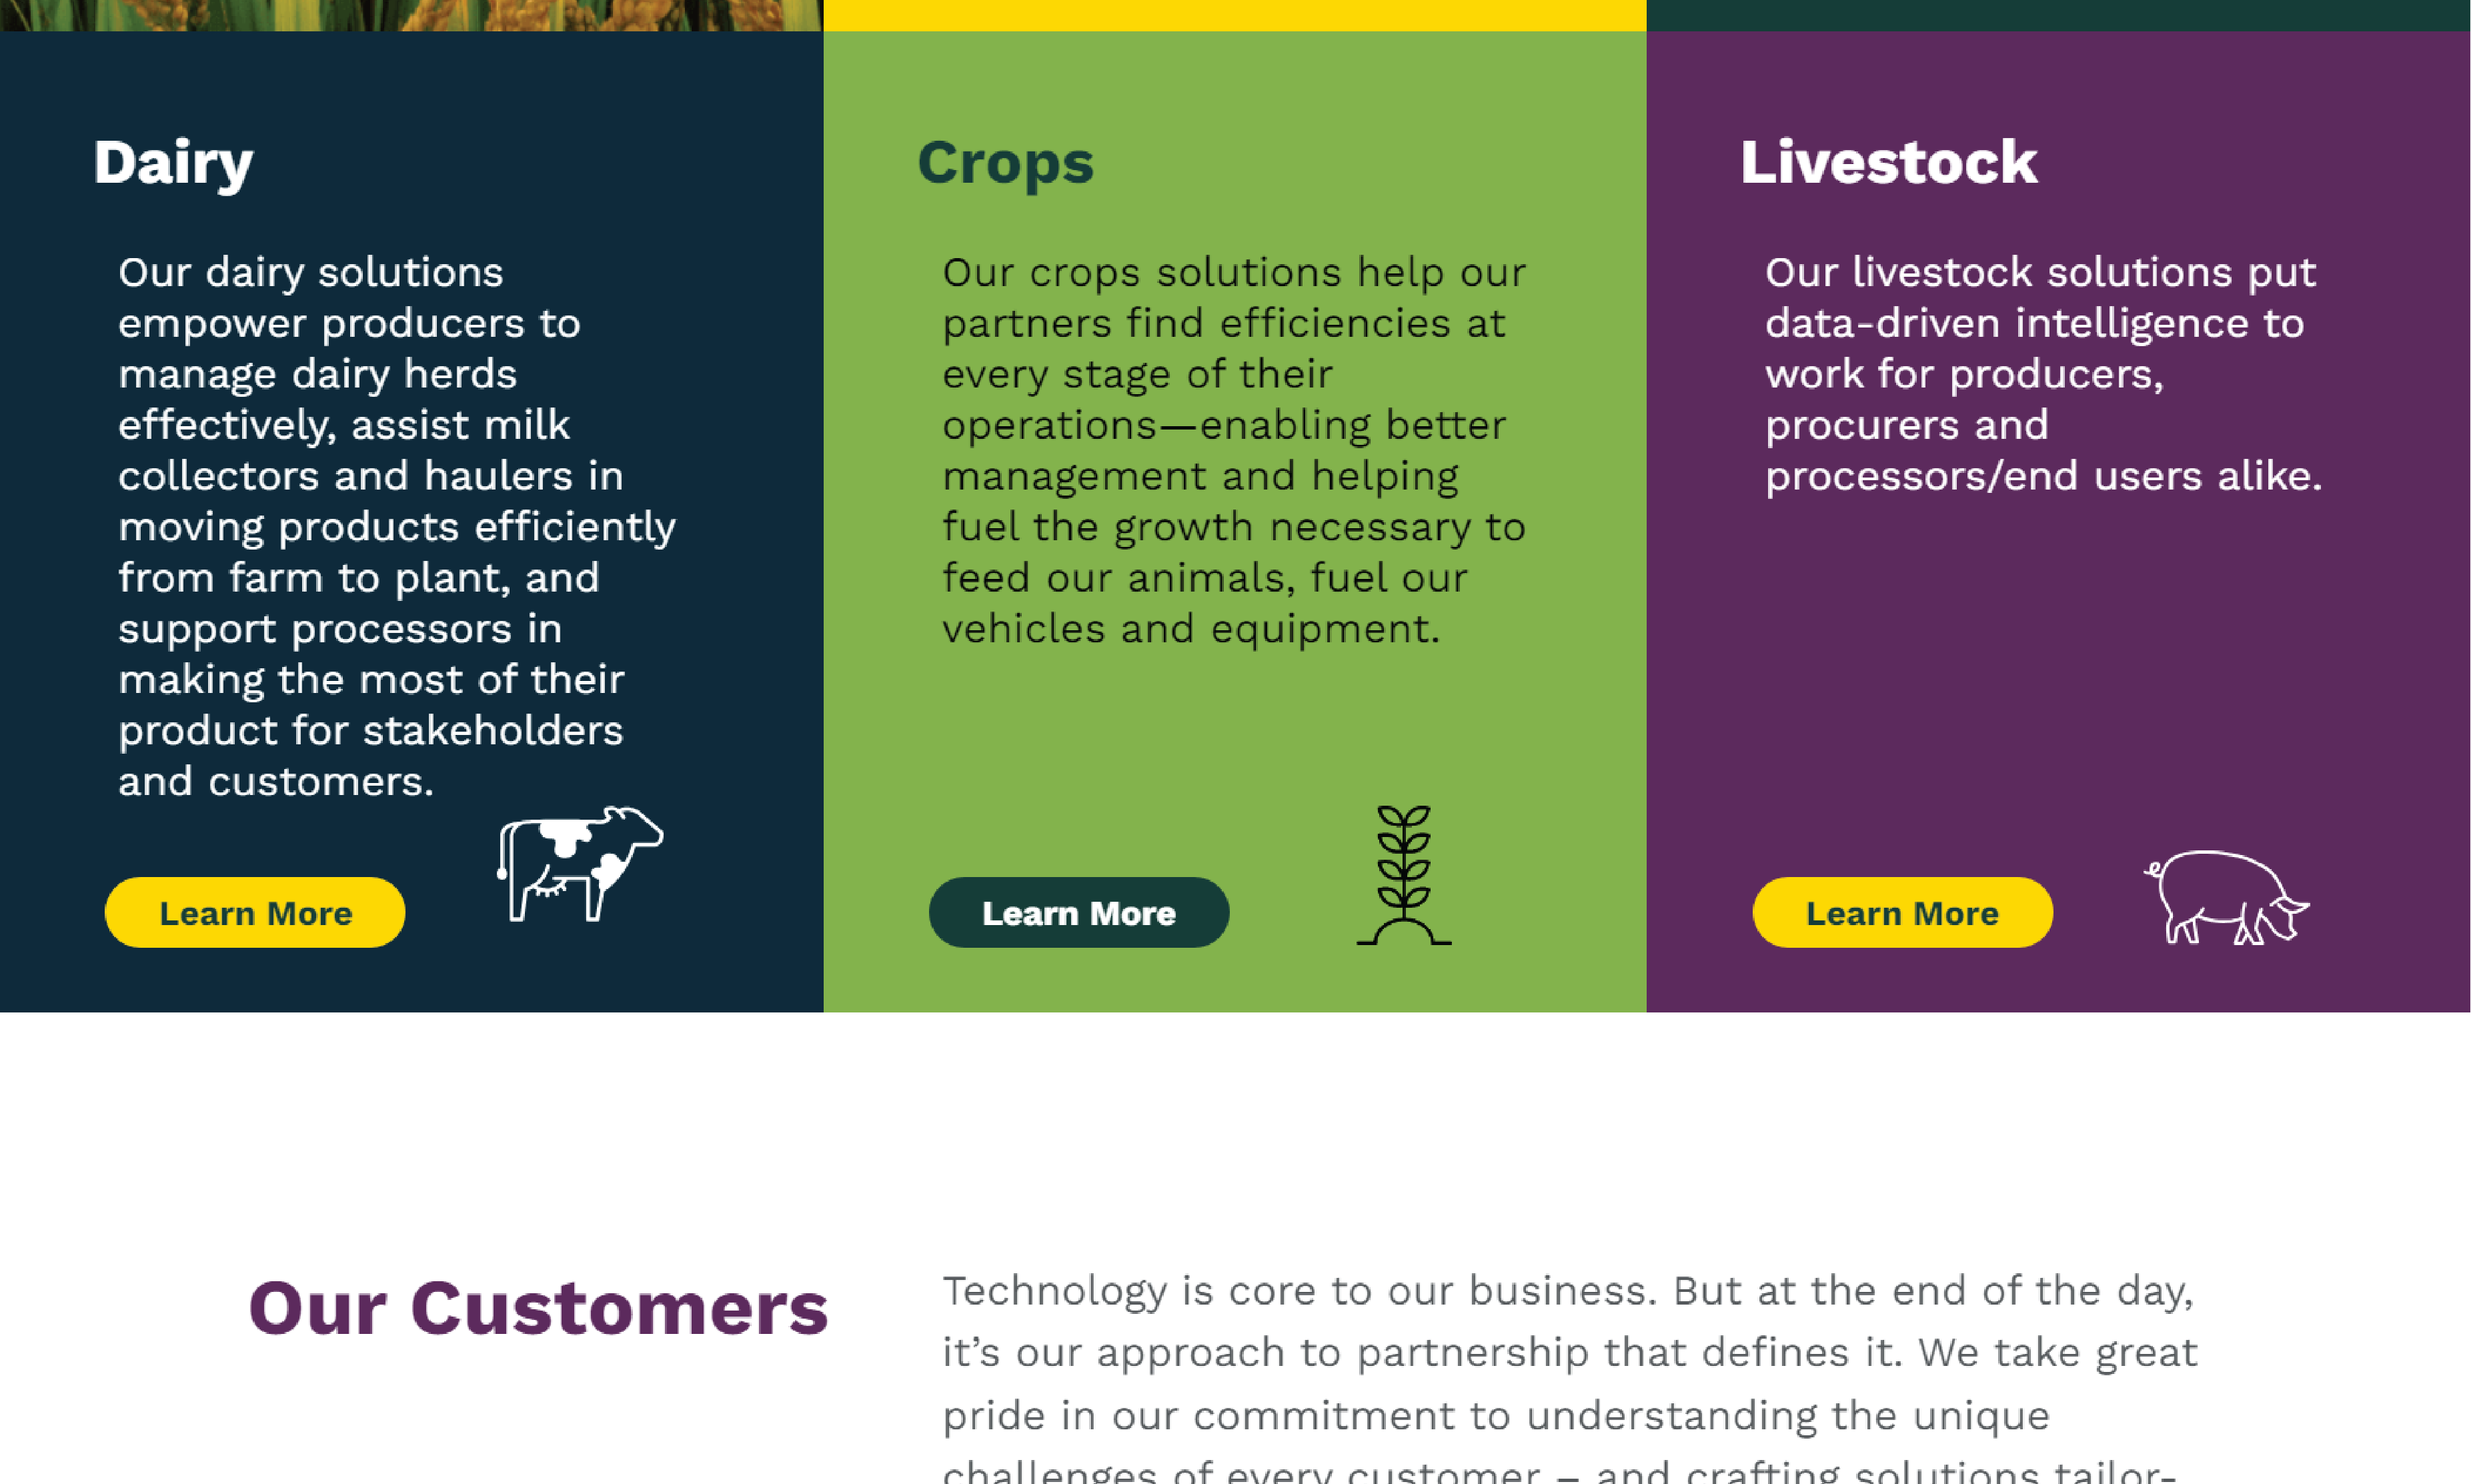 Dairy
Our dairy solutions
empower producers to
manage dairy herds
effectively, assist milk
collectors and haulers in
moving products efficiently
from farm to plant, and
support processors in
making the most of their
product for stakeholders
and customers.
Learn More
Crops
Our crops solutions help our
partners find efficiencies at
every stage of their
operations—enabling better
management and helping
fuel the growth necessary to
feed our animals, fuel our
vehicles and equipment.
Learn More
Livestock
Our livestock solutions put
data-driven intelligence to
work for producers,
procurers and
processors/end users alike.
Learn More
Our Customers
Technology is core to our business. But at the end of the day,
it’s our approach to partnership that defines it. We take great
pride in our commitment to understanding the unique
challenges of every customer – and crafting solutions tailor-